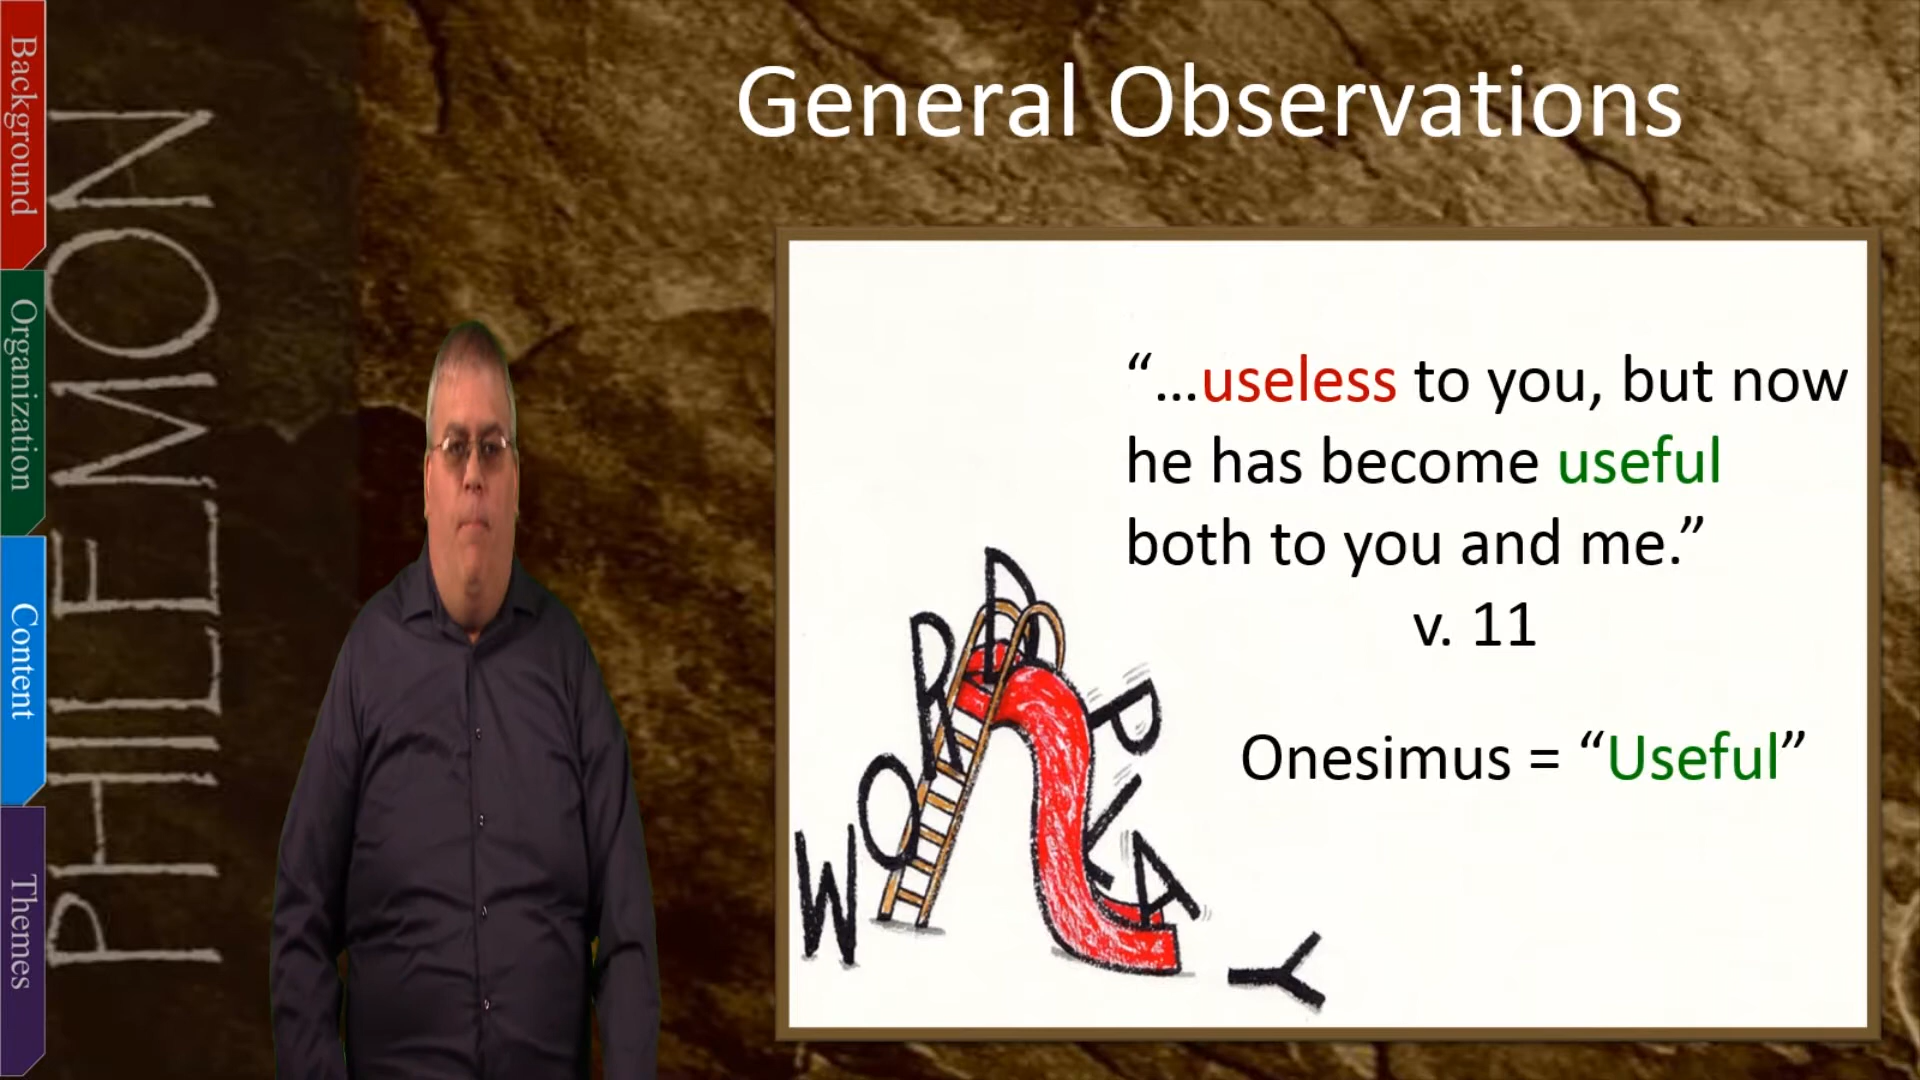 Background
Organization
Content
Themes
PHILEMON
General Observations
“…useless to you, but now
he has become useful
both to you and me.”
v. 11
Onesimus = “Useful”
WORD PLAY